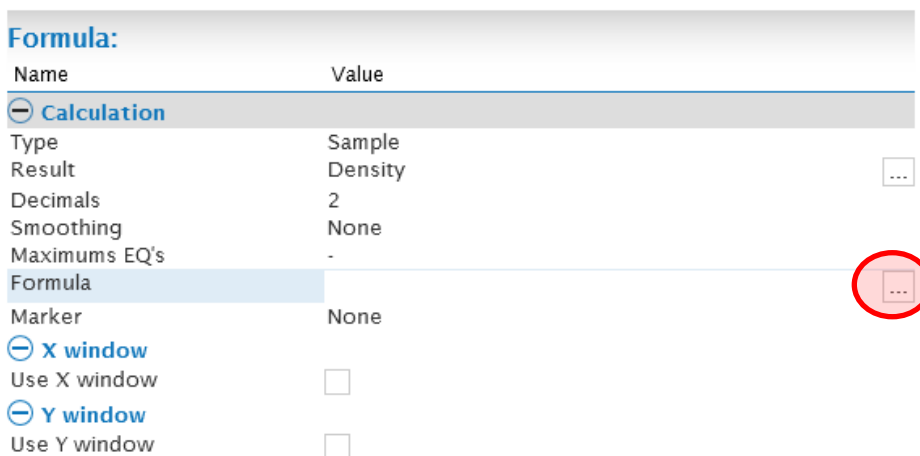 Formula:
Name Value
Calculation
Type Sample
Result Density ...
Decimals 2
Smoothing None
Maximums EQ's -
Formula ...
Marker None
X window
Use X window
Y window
Use Y window